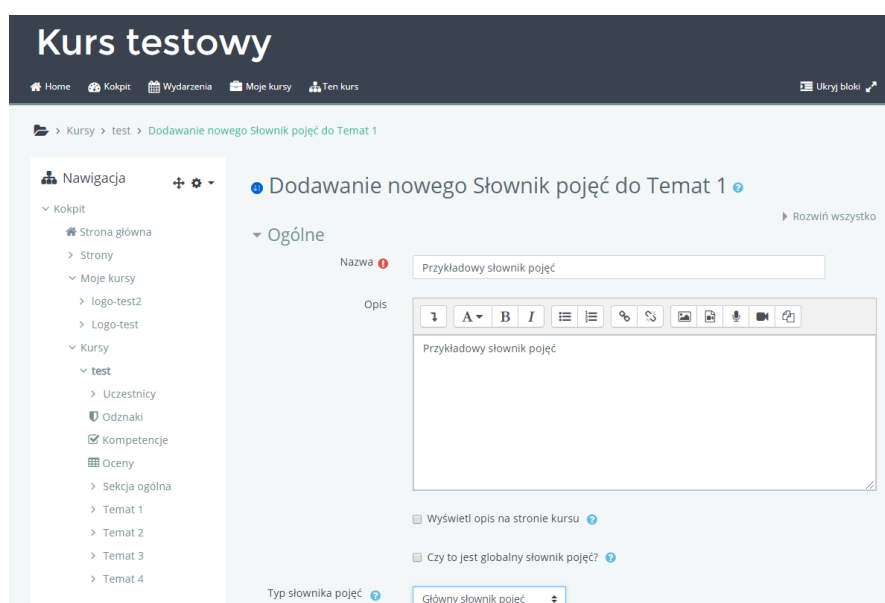 Kurs testowy
Home Kokpit Wydarzenia Moje kursy Ten kurs Ukryj bloki
> Kursy > test > Dodawanie nowego Słownik pojęć do Temat 1
Nawigacja
Kokpit
Strona główna
Strony
Moje kursy
logo-test2
Logo-test
Kursy
test
Uczestnicy
Odznaki
Kompetencje
Oceny
Sekcja ogólna
Temat 1
Temat 2
Temat 3
Temat 4
Dodawanie nowego Słownik pojęć do Temat 1
Rozwiń wszystko
Ogólne
Nazwa
Przykładowy słownik pojęć
Opis
A B I
Przykładowy słownik pojęć
Wyświetl opis na stronie kursu
Czy to jest globalny słownik pojęć?
Typ słownika pojęć
Główny słownik pojęć